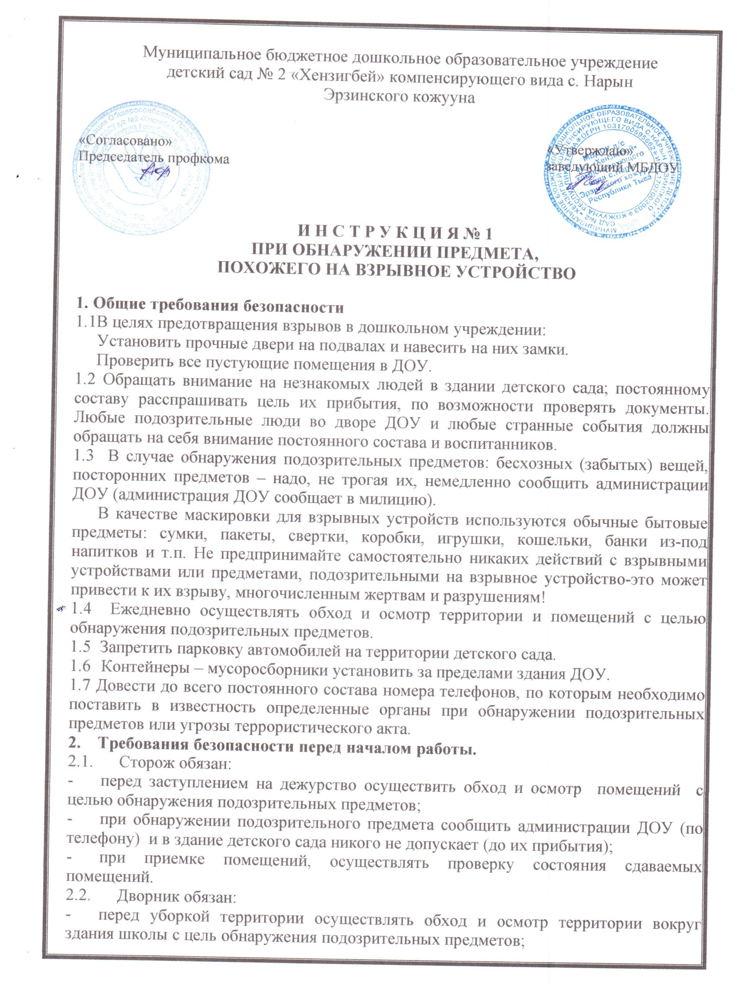 Муниципальное бюджетное дошкольное образовательное учреждение
детский сад № 2 «Хензигбей» компенсирующего вида с. Нарын
Эрзинского кожууна
«Согласовано»
Председатель профкома
«Утверждаю»
заведующий МБДОУ
МБДОУ д/с
№2 «Хензигбей»
компенсирующего
вида с.Нарын
Эрзинского кожууна
Республики Тыва
И Н С Т Р У К Ц И Я № 1
ПРИ ОБНАРУЖЕНИИ ПРЕДМЕТА,
ПОХОЖЕГО НА ВЗРЫВНОЕ УСТРОЙСТВО
1. Общие требования безопасности
1.1В целях предотвращения взрывов в дошкольном учреждении:
Установить прочные двери на подвалах и навесить на них замки.
Проверить все пустующие помещения в ДОУ.
1.2 Обращать внимание на незнакомых людей в здании детского сада; постоянному
составу расспрашивать цель их прибытия, по возможности проверять документы.
Любые подозрительные люди во дворе ДОУ и любые странные события должны
обращать на себя внимание постоянного состава и воспитанников.
1.3 В случае обнаружения подозрительных предметов: бесхозных (забытых) вещей,
посторонних предметов – надо, не трогая их, немедленно сообщить администрации
ДОУ (администрация ДОУ сообщает в милицию).
В качестве маскировки для взрывных устройств используются обычные бытовые
предметы: сумки, пакеты, свертки, коробки, игрушки, кошельки, банки из-под
напитков и т.п. Не предпринимайте самостоятельно никаких действий с взрывными
устройствами или предметами, подозрительными на взрывное устройство-это может
привести к их взрыву, многочисленным жертвам и разрушениям!
1.4 Ежедневно осуществлять обход и осмотр территории и помещений с целью
обнаружения подозрительных предметов.
1.5 Запретить парковку автомобилей на территории детского сада.
1.6 Контейнеры – мусоросборники установить за пределами здания ДОУ.
1.7 Довести до всего постоянного состава номера телефонов, по которым необходимо
поставить в известность определенные органы при обнаружении подозрительных
предметов или угрозы террористического акта.
2. Требования безопасности перед началом работы.
2.1. Сторож обязан:
- перед заступлением на дежурство осуществить обход и осмотр помещений с
целью обнаружения подозрительных предметов;
- при обнаружении подозрительного предмета сообщить администрации ДОУ (по
телефону) и в здание детского сада никого не допускает (до их прибытия);
- при приемке помещений, осуществлять проверку состояния сдаваемых
помещений.
2.2. Дворник обязан:
- перед уборкой территории осуществлять обход и осмотр территории вокруг
здания школы с цель обнаружения подозрительных предметов;